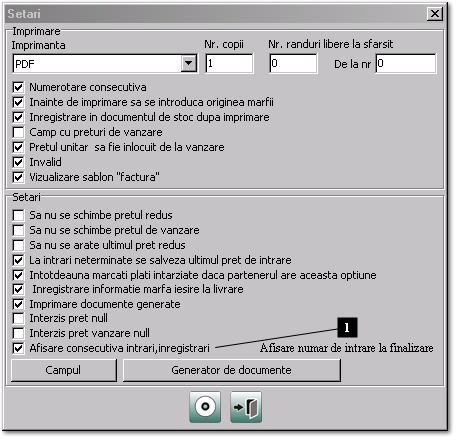 Setari
Imprimare
Imprimanta
Nr. copii
Nr. randuri libere la sfarsit
PDF
1
0
De la nr
0
Numerotare consecutiva
Inainte de imprimare sa se introduca originea marfii
Inregistrare in documentul de stoc dupa imprimare
Camp cu preturi de vanzare
Pretul unitar sa fie inlocuit de la vanzare
Invalid
Vizualizare sablon "factura"
Setari
Sa nu se schimbe pretul redus
Sa nu se schimbe pretul de vanzare
Sa nu se arate ultimul pret redus
La intrari neterminate se salveza ultimul pret de intrare
Intotdeauna marcati plati intarziate daca partenerul are aceasta optiune
Inregistrare informatie marfa iesire la livrare
Imprimare documente generate
Interzis pret null
Interzis pret vanzare null
1
Afisare consecutiva intrari,inregistrari
Afisare numar de intrare la finalizare
Campul
Generator de documente